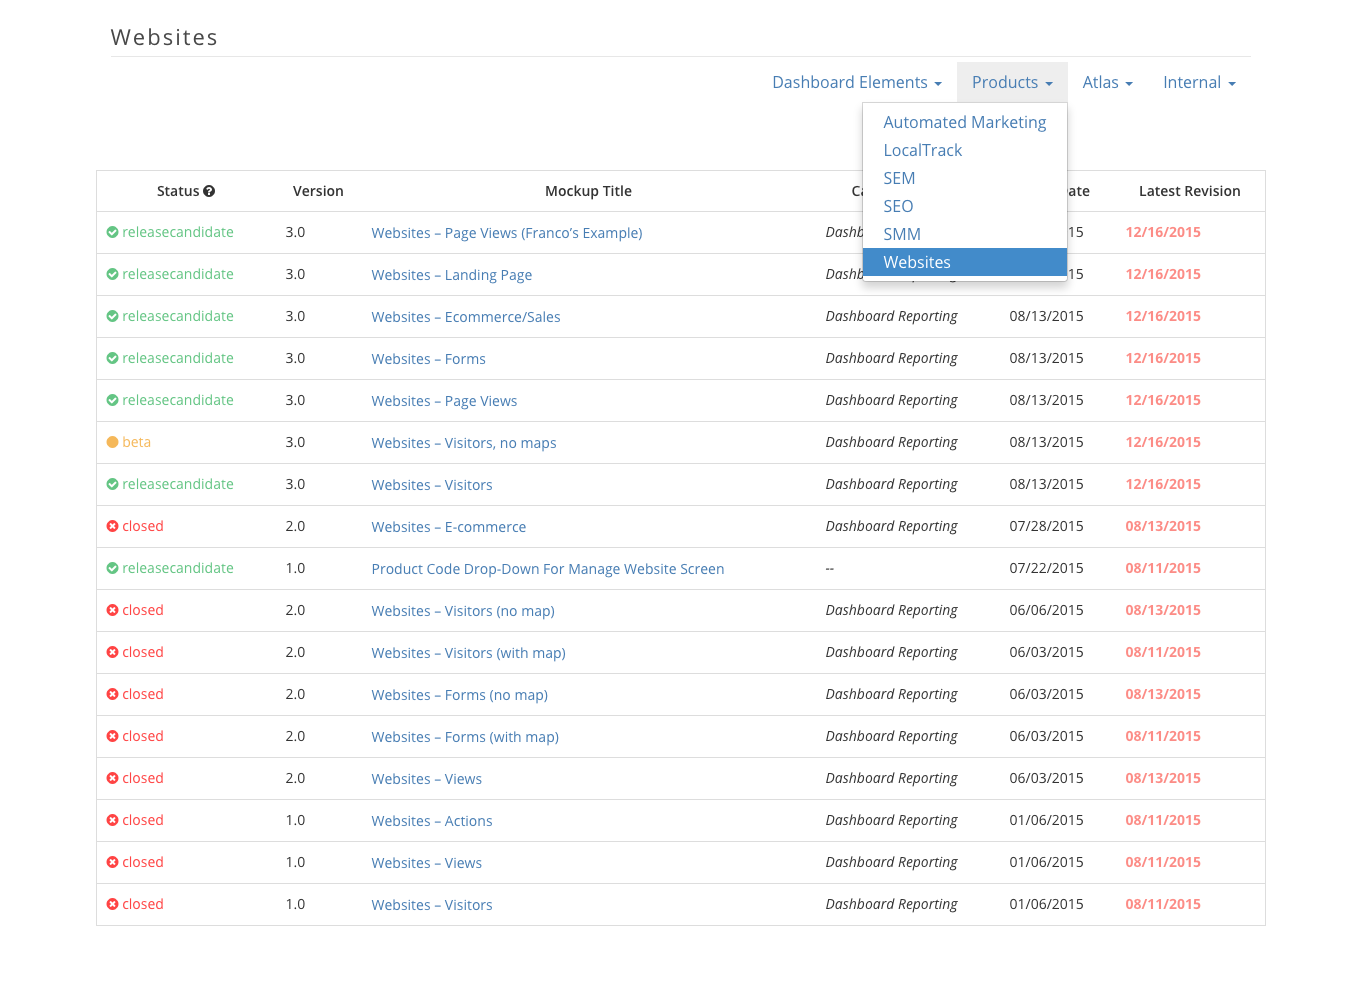 Websites
Dashboard Elements Products Atlas Internal
Automated Marketing
LocalTrack
SEM
SEO
SMM
Websites
Status Version Mockup Title Latest Revision
releasecandidate 3.0 Websites – Page Views (Franco’s Example) 12/16/2015
releasecandidate 3.0 Websites – Landing Page 12/16/2015
releasecandidate 3.0 Websites – Ecommerce/Sales Dashboard Reporting 08/13/2015 12/16/2015
releasecandidate 3.0 Websites – Forms Dashboard Reporting 08/13/2015 12/16/2015
releasecandidate 3.0 Websites – Page Views Dashboard Reporting 08/13/2015 12/16/2015
beta 3.0 Websites – Visitors, no maps Dashboard Reporting 08/13/2015 12/16/2015
releasecandidate 3.0 Websites – Visitors Dashboard Reporting 08/13/2015 12/16/2015
closed 2.0 Websites – E-commerce Dashboard Reporting 07/28/2015 08/13/2015
releasecandidate 1.0 Product Code Drop-Down For Manage Website Screen -- 07/22/2015 08/11/2015
closed 2.0 Websites – Visitors (no map) Dashboard Reporting 06/06/2015 08/13/2015
closed 2.0 Websites – Visitors (with map) Dashboard Reporting 06/03/2015 08/11/2015
closed 2.0 Websites – Forms (no map) Dashboard Reporting 06/03/2015 08/13/2015
closed 2.0 Websites – Forms (with map) Dashboard Reporting 06/03/2015 08/11/2015
closed 2.0 Websites – Views Dashboard Reporting 06/03/2015 08/13/2015
closed 1.0 Websites – Actions Dashboard Reporting 01/06/2015 08/11/2015
closed 1.0 Websites – Views Dashboard Reporting 01/06/2015 08/11/2015
closed 1.0 Websites – Visitors Dashboard Reporting 01/06/2015 08/11/2015